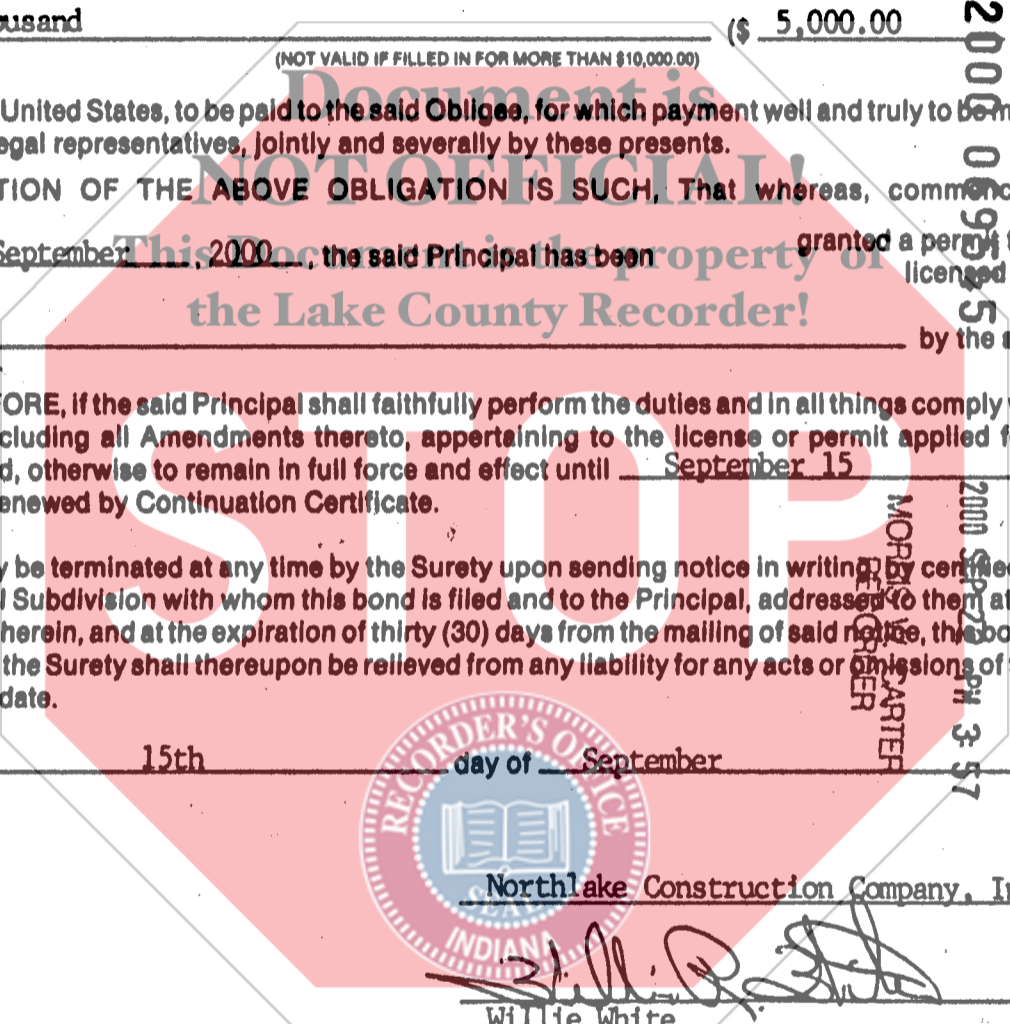 ousand ($ 5,000.00
(NOT VALID IF FILLED IN FOR MORE THAN $10,000.00)
Document is
United States, to be paid to the said Obligee, for which payment well and truly to be m
egal representatives, jointly and severally by these presents.
NOT OFFICIAL!
TION OF THE ABOVE OBLIGATION IS SUCH, That whereas, commenc
September , 2000 , the said Principal has been granted a permit t
licensed
This Document is the property of
the Lake County Recorder!
by the s
STOP
FORE, if the said Principal shall faithfully perform the duties and in all things comply
cluding all Amendments thereto, appertaining to the license or permit applied f
d, otherwise to remain in full force and effect until September 15
enewed by Continuation Certificate.
y be terminated at any time by the Surety upon sending notice in writing, by certified
l Subdivision with whom this bond is filed and to the Principal, addressed to them at
herein, and at the expiration of thirty (30) days from the mailing of said notice, this bo
the Surety shall thereupon be relieved from any liability for any acts or omissions of
date.
15th day of September
RECORDER'S OFFICE
SEAL
INDIANA
Northlake Construction Company, In
Willie White
Willie White
2000 SEP PM 3:57
MORRIS W. CARTER
RECORDER